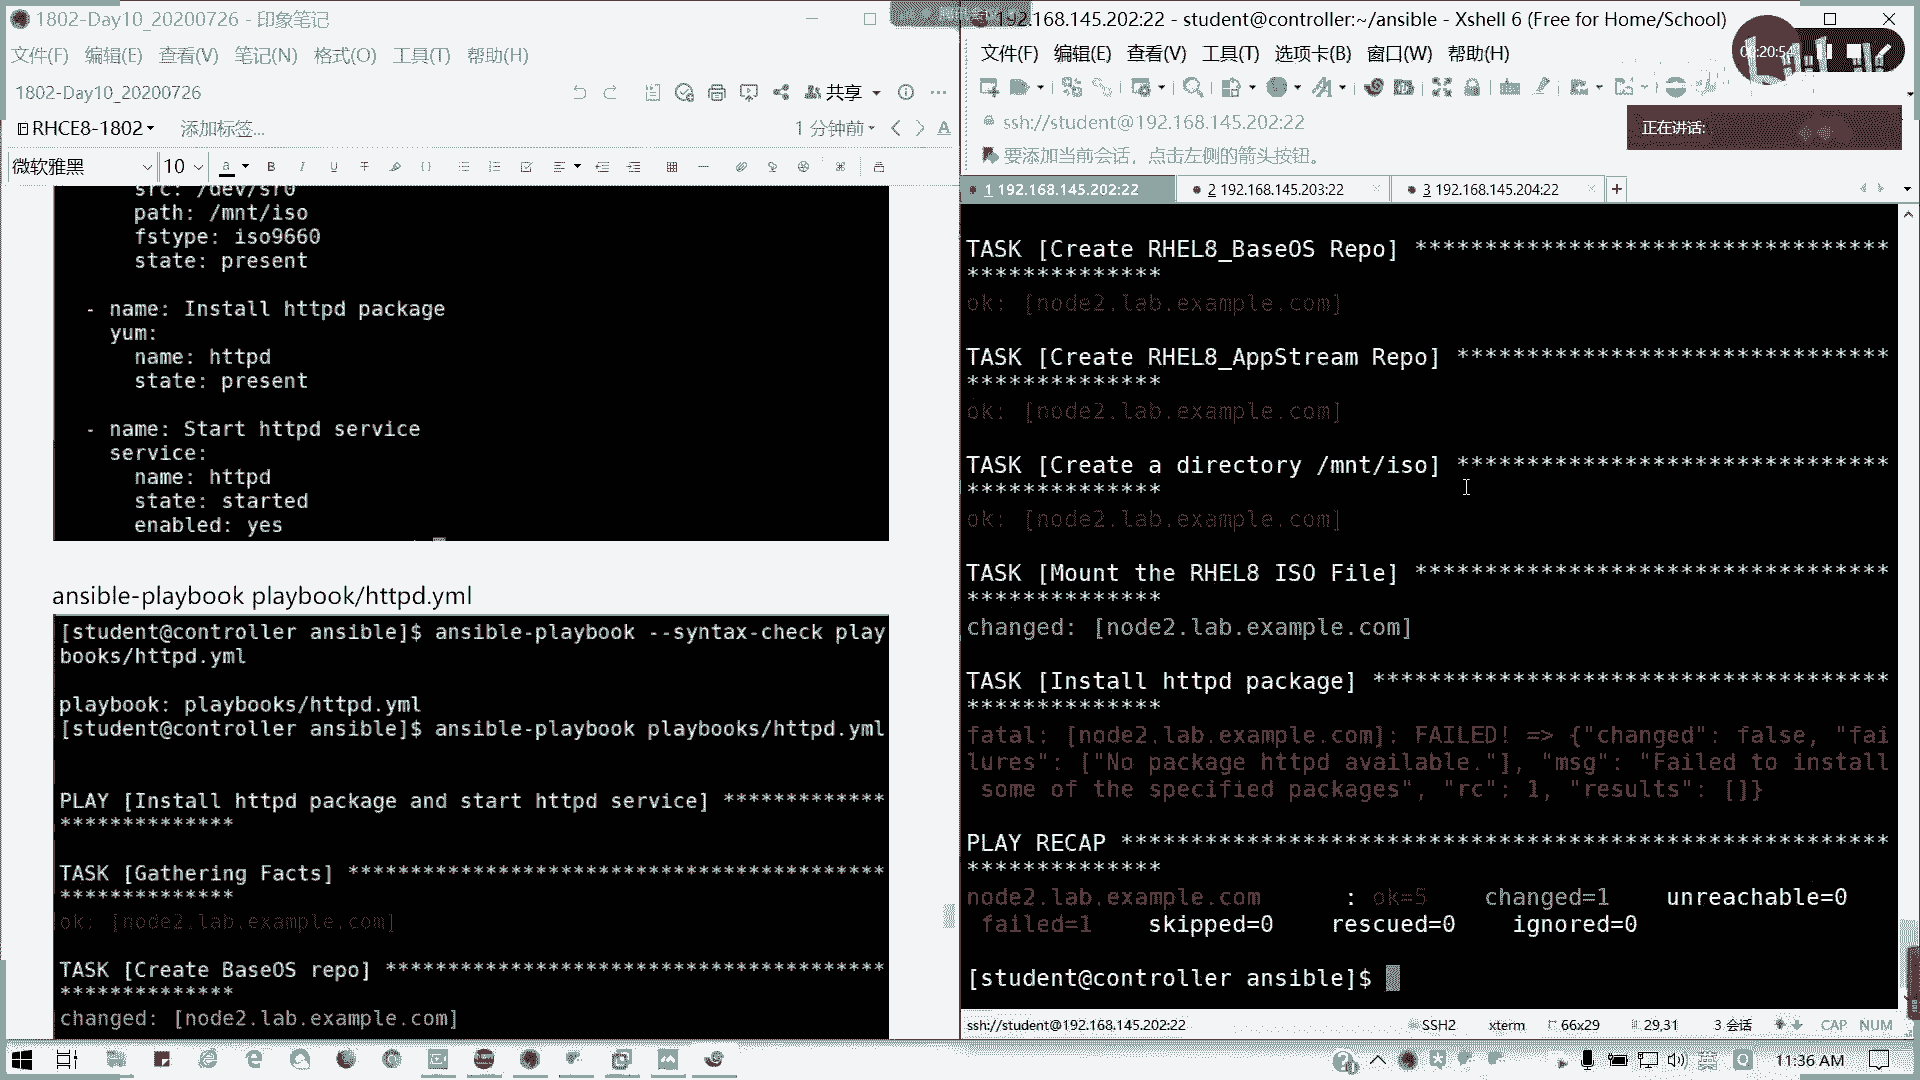 1802-Day10_20200726 - 印象笔记
文件(F) 编辑(E) 查看(V) 笔记(N) 格式(O) 工具(T) 帮助(H)
1802-Day10_20200726
共享
RHCE8-1802 添加标签...
1 分钟前
微软雅黑 10
src: /dev/sr0
path: /mnt/iso
fstype: iso9660
state: present
- name: Install httpd package
yum:
name: httpd
state: present
- name: Start httpd service
service:
name: httpd
state: started
enabled: yes
ansible-playbook playbook/httpd.yml
[student@controller ansible]$ ansible-playbook --syntax-check play
books/httpd.yml
playbook: playbooks/httpd.yml
[student@controller ansible]$ ansible-playbook playbooks/httpd.yml
PLAY [Install httpd package and start httpd service] *************
**************
TASK [Gathering Facts] *******************************************
**************
ok: [node2.lab.example.com]
TASK [Create BaseOS repo] ****************************************
**************
changed: [node2.lab.example.com]
192.168.145.202:22 - student@controller:~/ansible - Xshell 6 (Free for Home/School)
文件(F) 编辑(E) 查看(V) 工具(T) 选项卡(B) 窗口(W) 帮助(H)
00:20:54
ssh://student@192.168.145.202:22
正在讲话:
要添加当前会话，点击左侧的箭头按钮。
1 192.168.145.202:22
2 192.168.145.203:22
3 192.168.145.204:22
TASK [Create RHEL8_BaseOS Repo] **********************************
**************
ok: [node2.lab.example.com]
TASK [Create RHEL8_AppStream Repo] *******************************
**************
ok: [node2.lab.example.com]
TASK [Create a directory /mnt/iso] *******************************
**************
ok: [node2.lab.example.com]
TASK [Mount the RHEL8 ISO File] **********************************
**************
changed: [node2.lab.example.com]
TASK [Install httpd package] *************************************
**************
fatal: [node2.lab.example.com]: FAILED! => {"changed": false, "fai
lures": ["No package httpd available."], "msg": "Failed to install
some of the specified packages", "rc": 1, "results": []}
PLAY RECAP *******************************************************
**************
node2.lab.example.com : ok=5 changed=1 unreachable=0
failed=1 skipped=0 rescued=0 ignored=0
[student@controller ansible]$
ssh://student@192.168.145.202:22 SSH2 xterm 66x29 29,31 3 会话 CAP NUM
英
11:36 AM